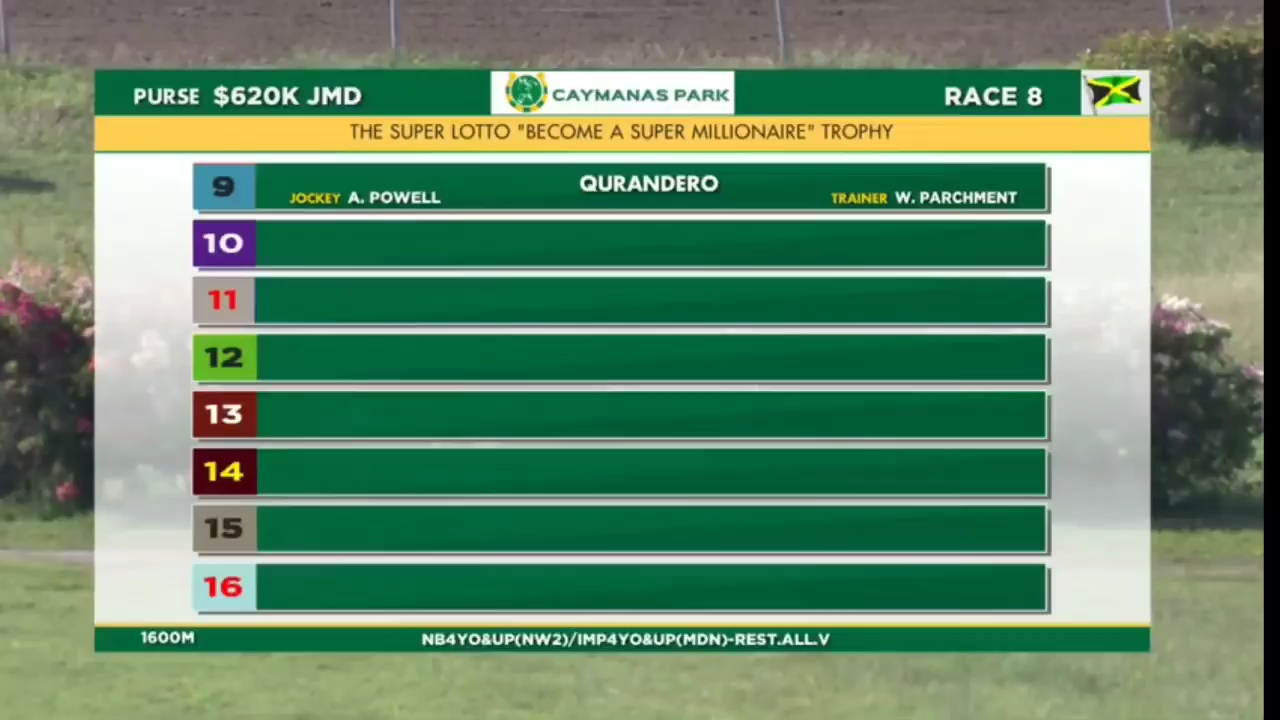 PURSE $620K JMD CAYMANAS PARK RACE 8
THE SUPER LOTTO "BECOME A SUPER MILLIONAIRE" TROPHY
9 JOCKEY A. POWELL QURANDERO TRAINER W. PARCHMENT
10
11
12
13
14
15
16
1600M NB4YO&UP(NW2)/IMP4YO&UP(MDN)-REST.ALL.V